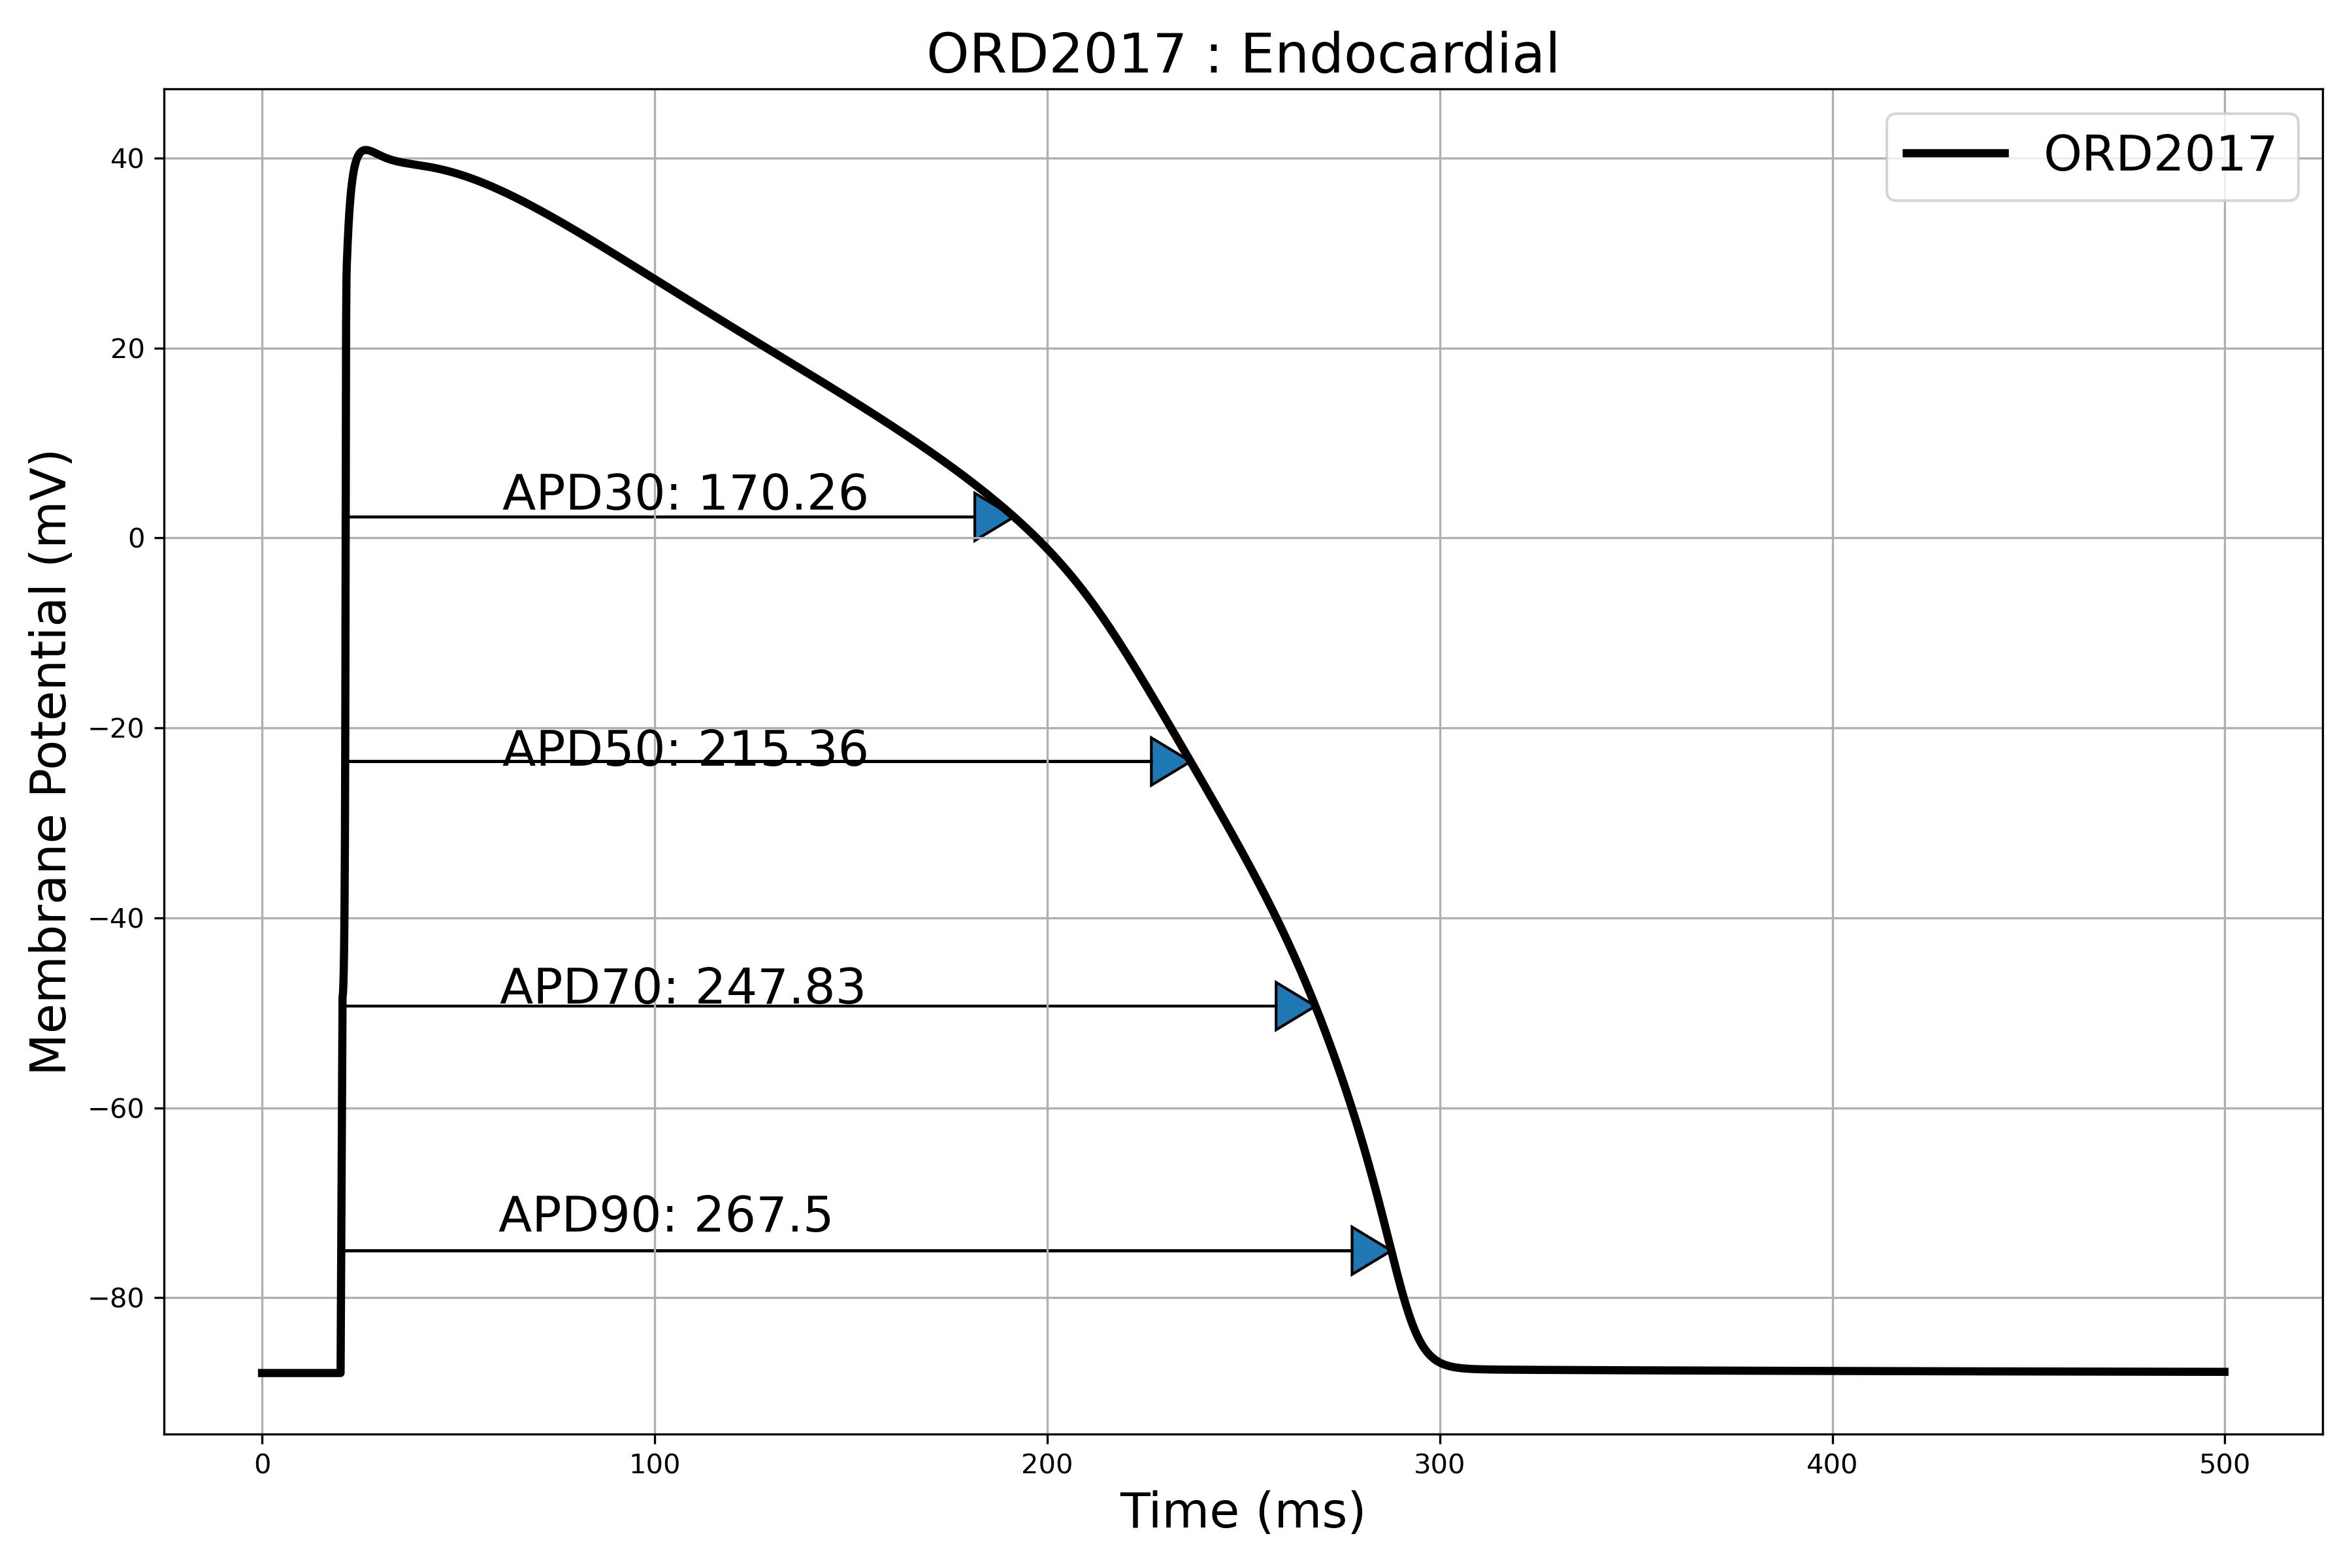 ORD2017 : Endocardial
ORD2017
Membrane Potential (mV)
40
20
0
−20
−40
−60
−80
APD30: 170.26
APD50: 215.36
APD70: 247.83
APD90: 267.5
0 100 200 300 400 500
Time (ms)